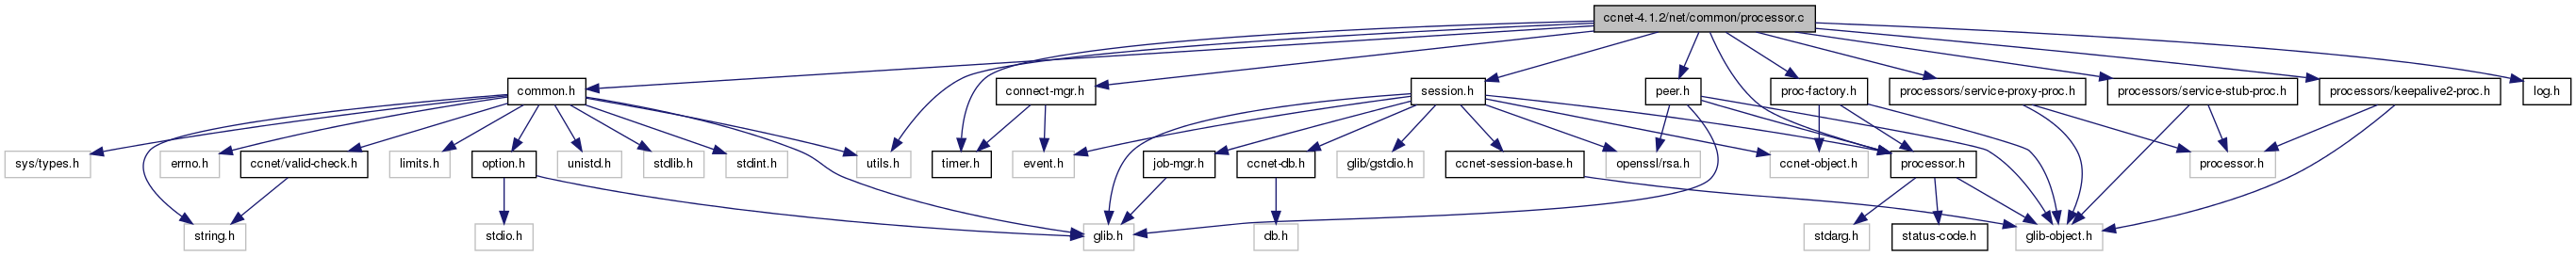 ccnet-4.1.2/net/common/processor.c
common.h
connect-mgr.h
session.h
peer.h
proc-factory.h
processors/service-proxy-proc.h
processors/service-stub-proc.h
processors/keepalive2-proc.h
log.h
sys/types.h
errno.h
ccnet/valid-check.h
limits.h
option.h
unistd.h
stdlib.h
stdint.h
utils.h
timer.h
event.h
job-mgr.h
ccnet-db.h
glib/gstdio.h
ccnet-session-base.h
openssl/rsa.h
ccnet-object.h
processor.h
processor.h
string.h
stdio.h
glib.h
db.h
stdarg.h
status-code.h
glib-object.h